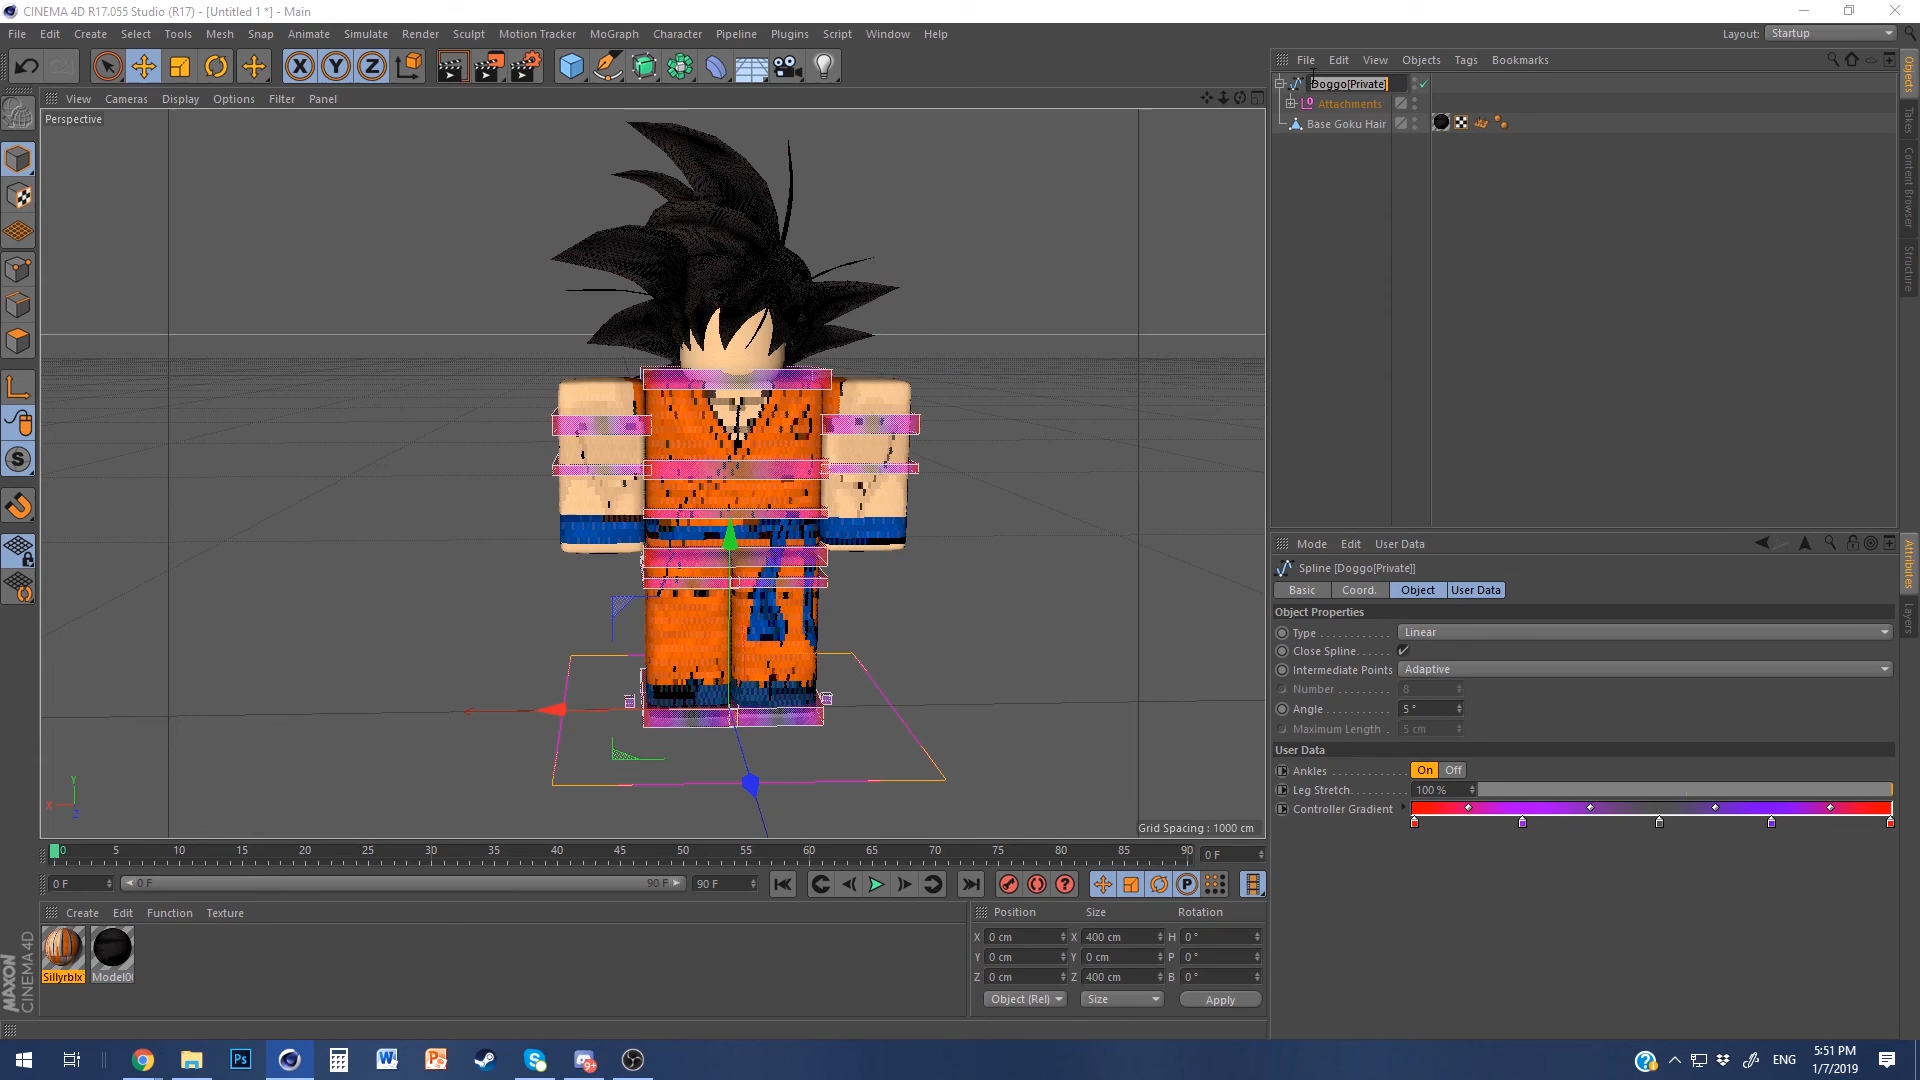 CINEMA 4D R17.055 Studio (R17) - [Untitled 1 *] - Main
File Edit Create Select Tools Mesh Snap Animate Simulate Render Sculpt Motion Tracker MoGraph Character Pipeline Plugins Script Window Help
Layout: Startup
X Y Z
File Edit View Objects Tags Bookmarks
Doggo[Private]
Attachments
Base Goku Hair
View Cameras Display Options Filter Panel
Perspective
Grid Spacing : 1000 cm
Objects
Takes
Content Browser
Structure
Mode Edit User Data
Spline [Doggo[Private]]
Basic Coord. Object User Data
Object Properties
Type Linear
Close Spline
Intermediate Points Adaptive
Number 8
Angle 5 °
Maximum Length 5 cm
User Data
Ankles On Off
Leg Stretch 100 %
Controller Gradient
Attributes
Layers
0 5 10 15 20 25 30 35 40 45 50 55 60 65 70 75 80 85 90 0 F
0 F 0 F 90 F 90 F
Create Edit Function Texture
Sillyrblx
MAXON CINEMA 4D
Position Size Rotation
X 0 cm X 400 cm H 0 °
Y 0 cm Y 0 cm P 0 °
Z 0 cm Z 400 cm B 0 °
Object (Rel) Size Apply
ENG
5:51 PM
1/7/2019